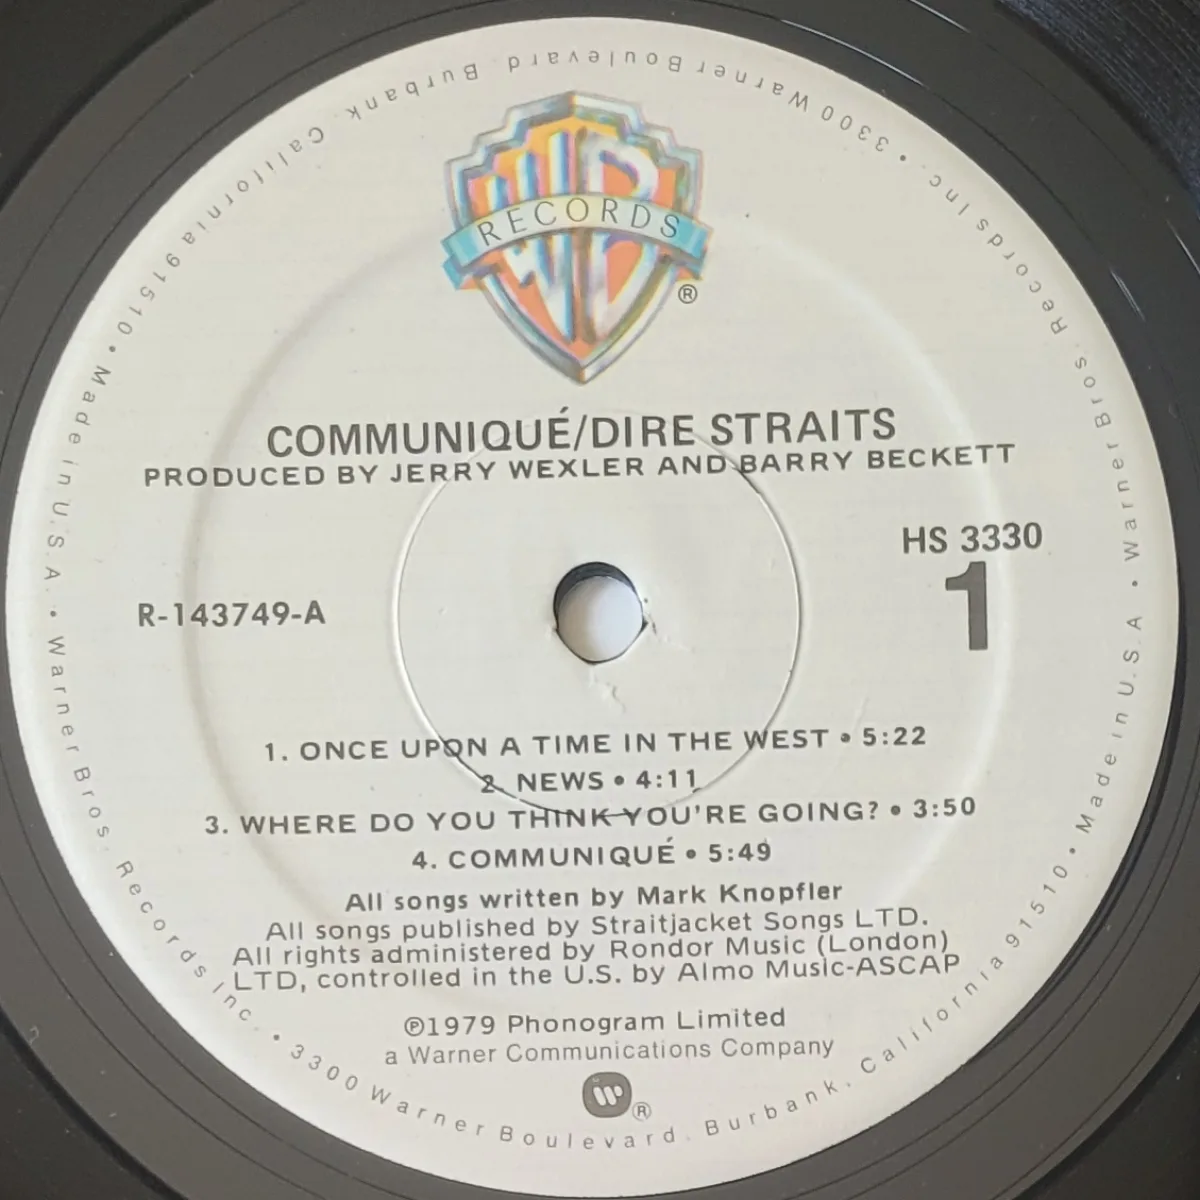 WB
RECORDS
®
COMMUNIQUÉ/DIRE STRAITS
PRODUCED BY JERRY WEXLER AND BARRY BECKETT
HS 3330
1
R-143749-A
1. ONCE UPON A TIME IN THE WEST • 5:22
2. NEWS • 4:11
3. WHERE DO YOU THINK YOU'RE GOING? • 3:50
4. COMMUNIQUÉ • 5:49
All songs written by Mark Knopfler
All songs published by Straitjacket Songs LTD.
All rights administered by Rondor Music (London)
LTD, controlled in the U.S. by Almo Music-ASCAP
℗1979 Phonogram Limited
a Warner Communications Company
W ®
Made in U.S.A. • Warner Bros. Records Inc. • 3300 Warner Boulevard. Burbank, California 91510 • Made in U.S.A • Warner Bros. Records Inc. • 3300 Warner Boulevard Burbank California 91510 •